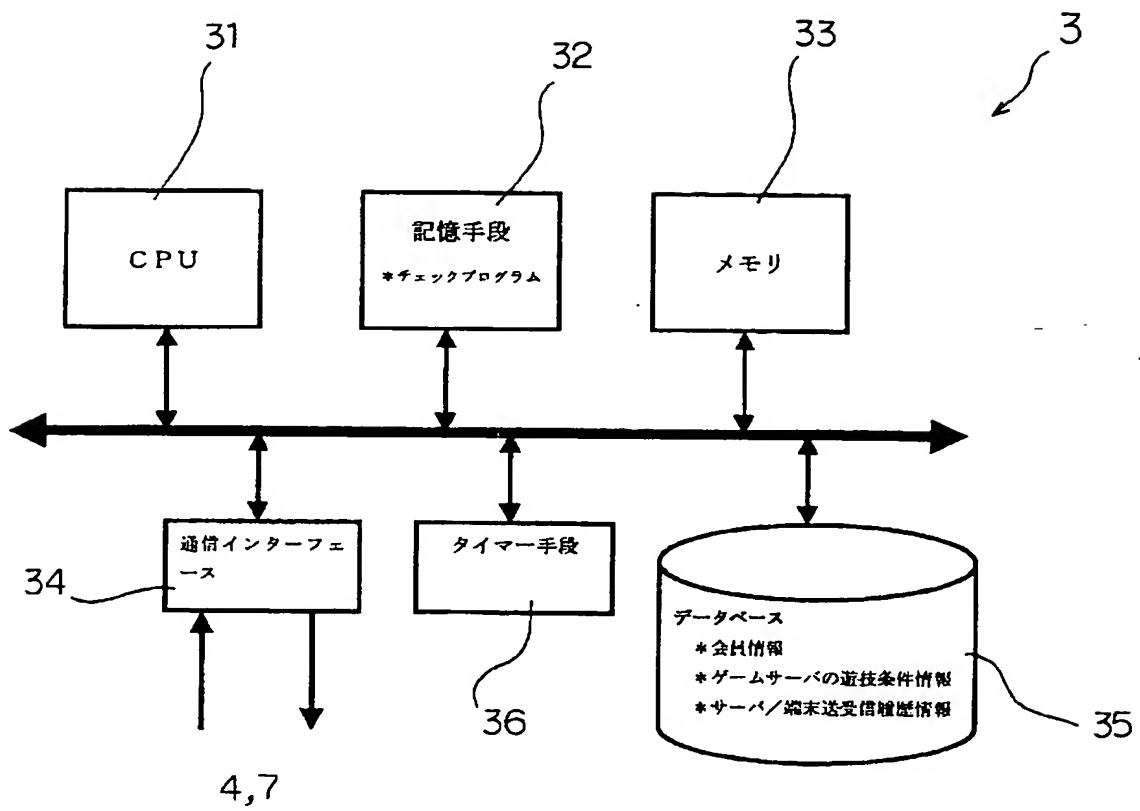 31
32
33
3
CPU
記憶手段
*チェックプログラム
メモリ
通信インターフェ
ース
34
タイマー手段
36
データベース
*会員情報
*ゲームサーバの遊技条件情報
*サーバ/端末送受信履歴情報
35
4,7